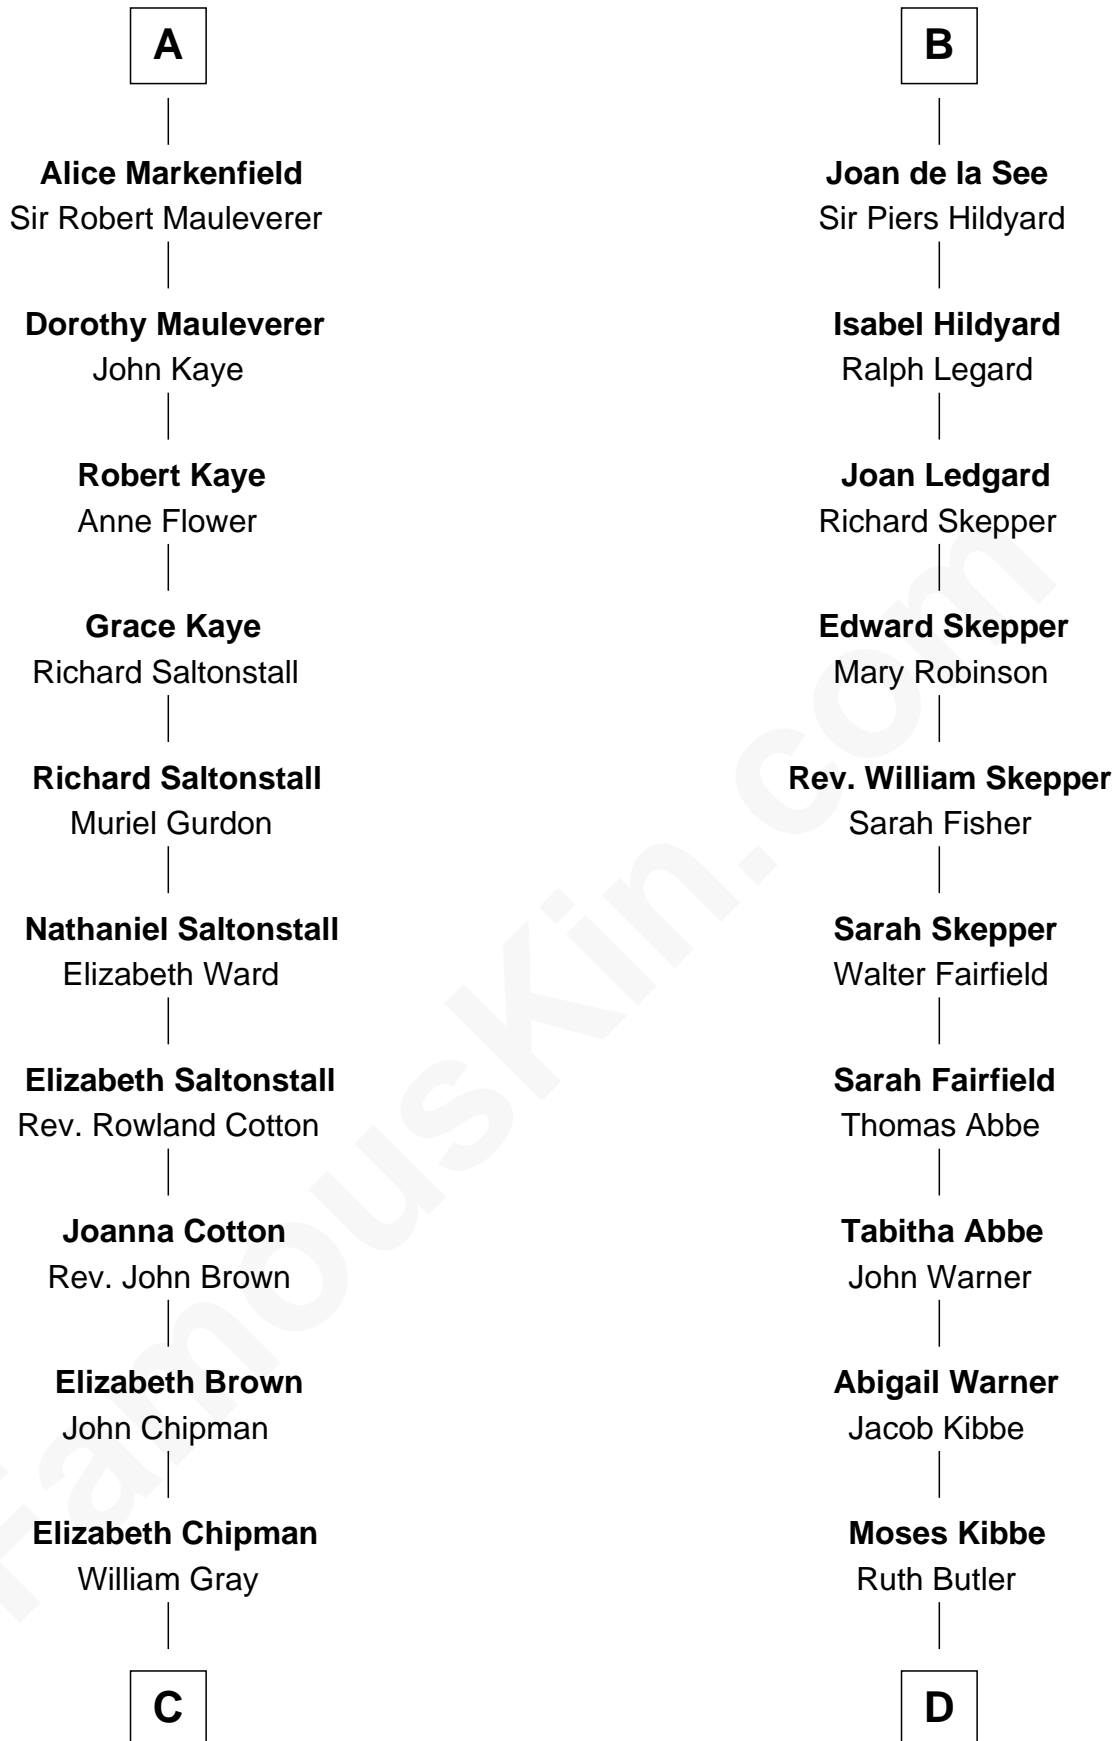 A
Alice Markenfield
Sir Robert Mauleverer
Dorothy Mauleverer
John Kaye
Robert Kaye
Anne Flower
Grace Kaye
Richard Saltonstall
Richard Saltonstall
Muriel Gurdon
Nathaniel Saltonstall
Elizabeth Ward
Elizabeth Saltonstall
Rev. Rowland Cotton
Joanna Cotton
Rev. John Brown
Elizabeth Brown
John Chipman
Elizabeth Chipman
William Gray
C
B
Joan de la See
Sir Piers Hildyard
Isabel Hildyard
Ralph Legard
Joan Ledgard
Richard Skepper
Edward Skepper
Mary Robinson
Rev. William Skepper
Sarah Fisher
Sarah Skepper
Walter Fairfield
Sarah Fairfield
Thomas Abbe
Tabitha Abbe
John Warner
Abigail Warner
Jacob Kibbe
Moses Kibbe
Ruth Butler
D
FamousKin.com